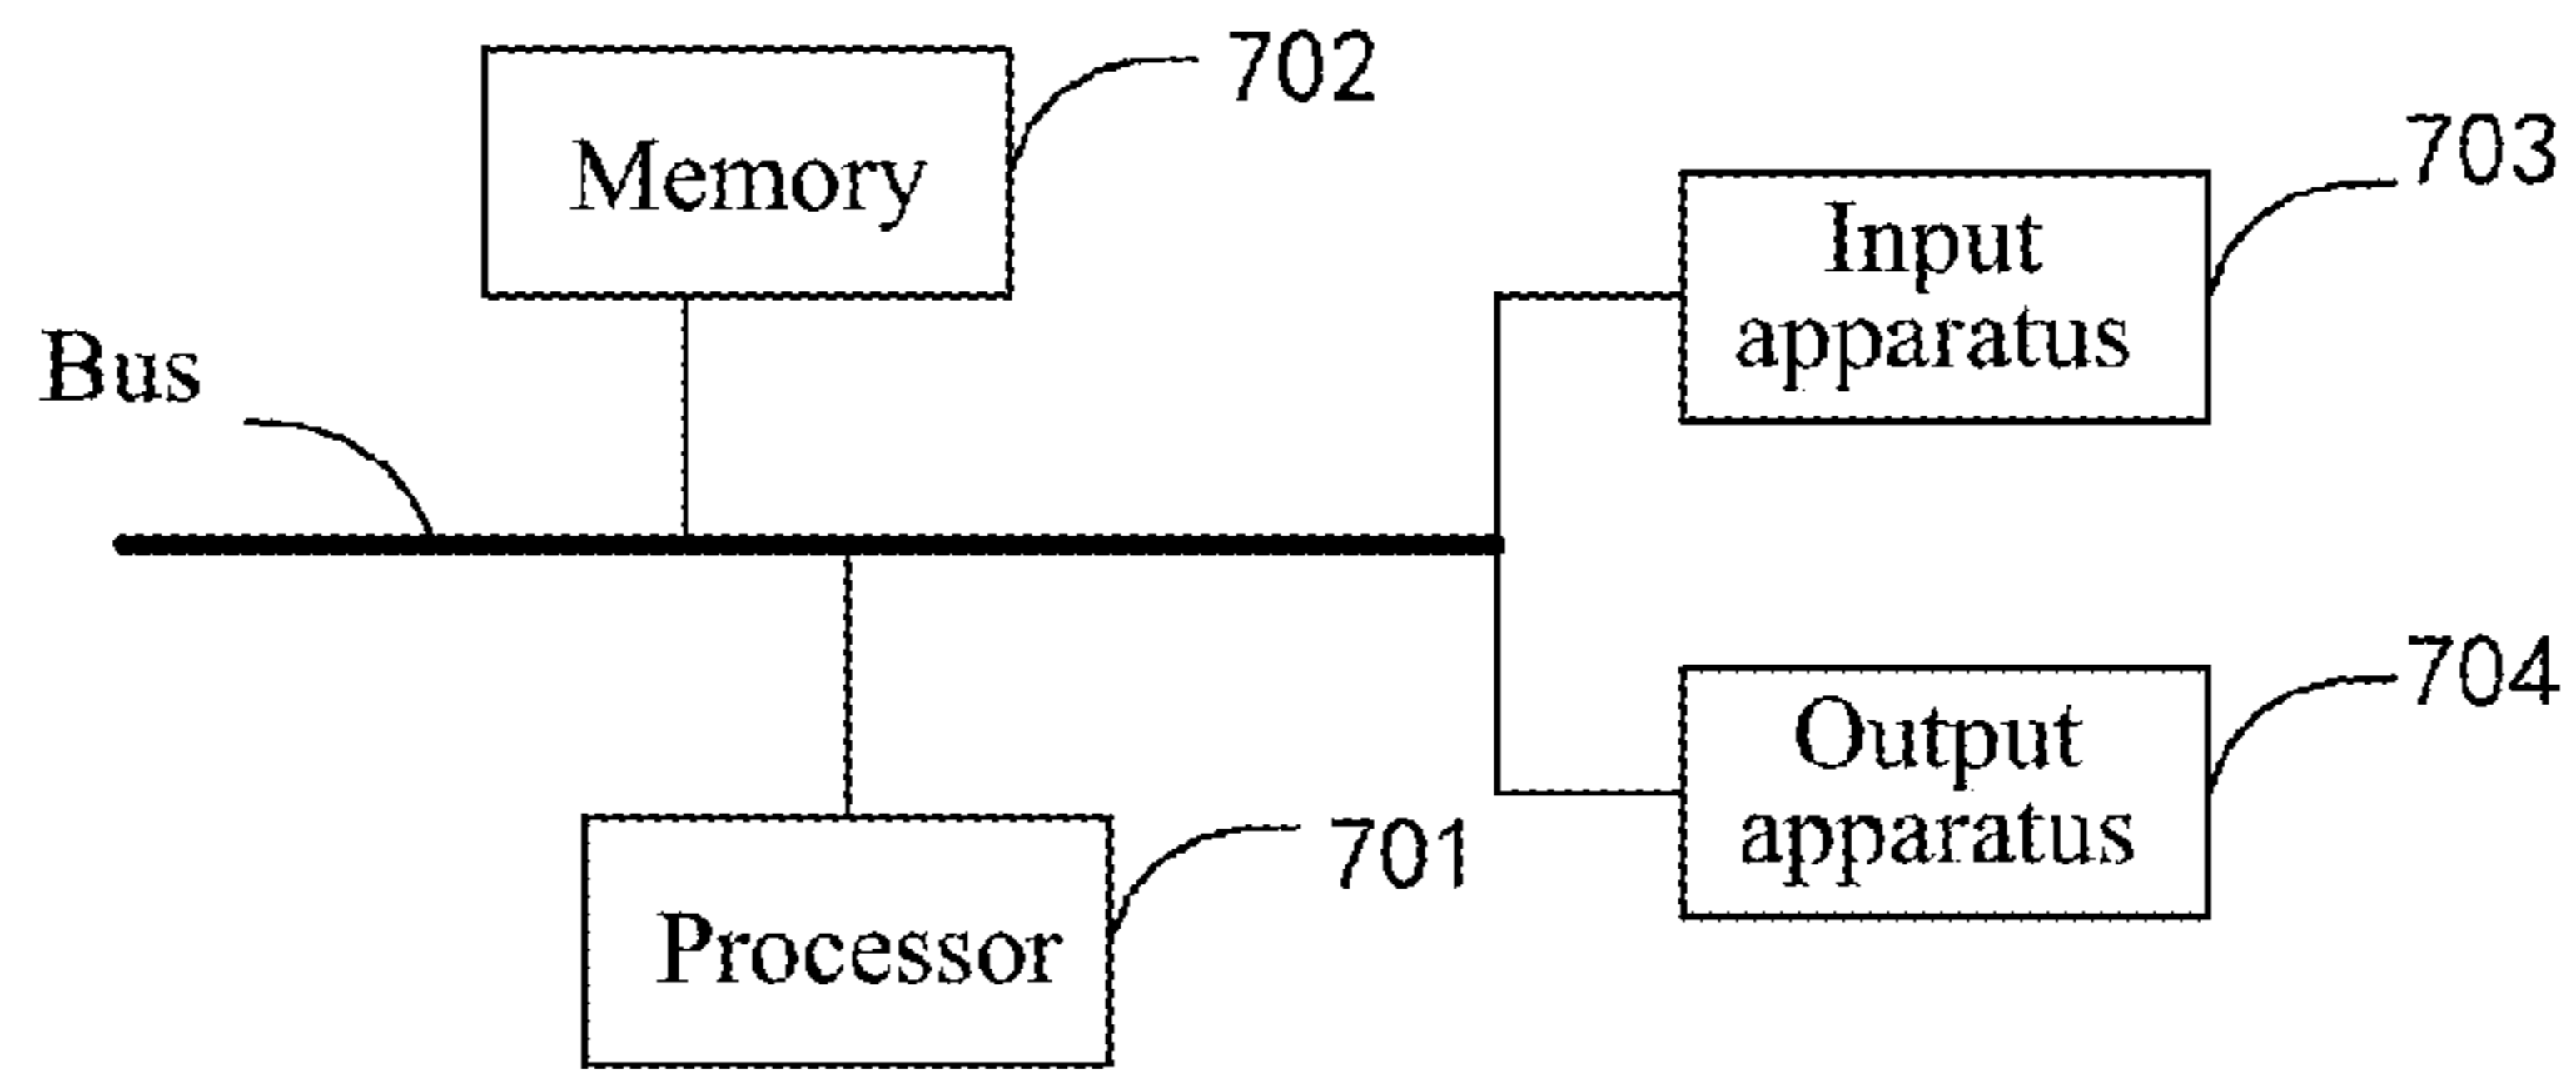 702
Memory
703
Input
apparatus
Bus
704
Output
apparatus
701
Processor